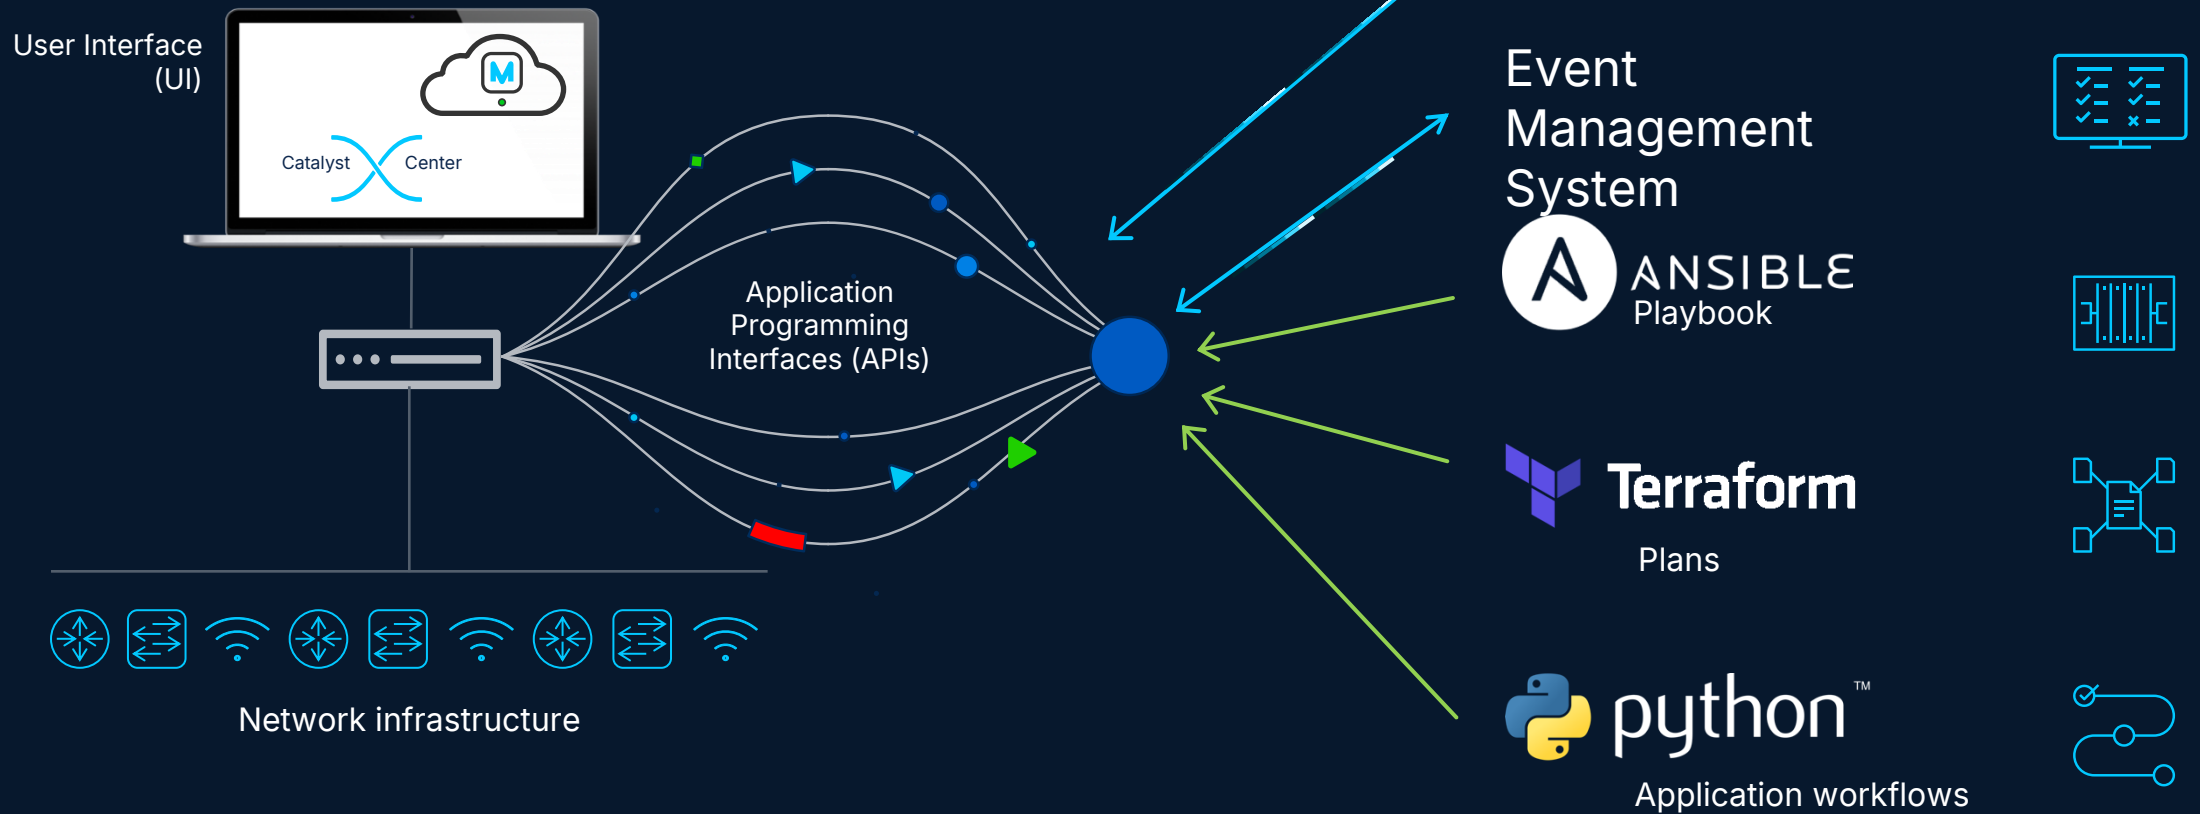 User Interface
(UI)
M
Catalyst Center
Application
Programming
Interfaces (APIs)
Network infrastructure
Event
Management
System
A ANSIBLE
Playbook
Terraform
Plans
python™
Application workflows